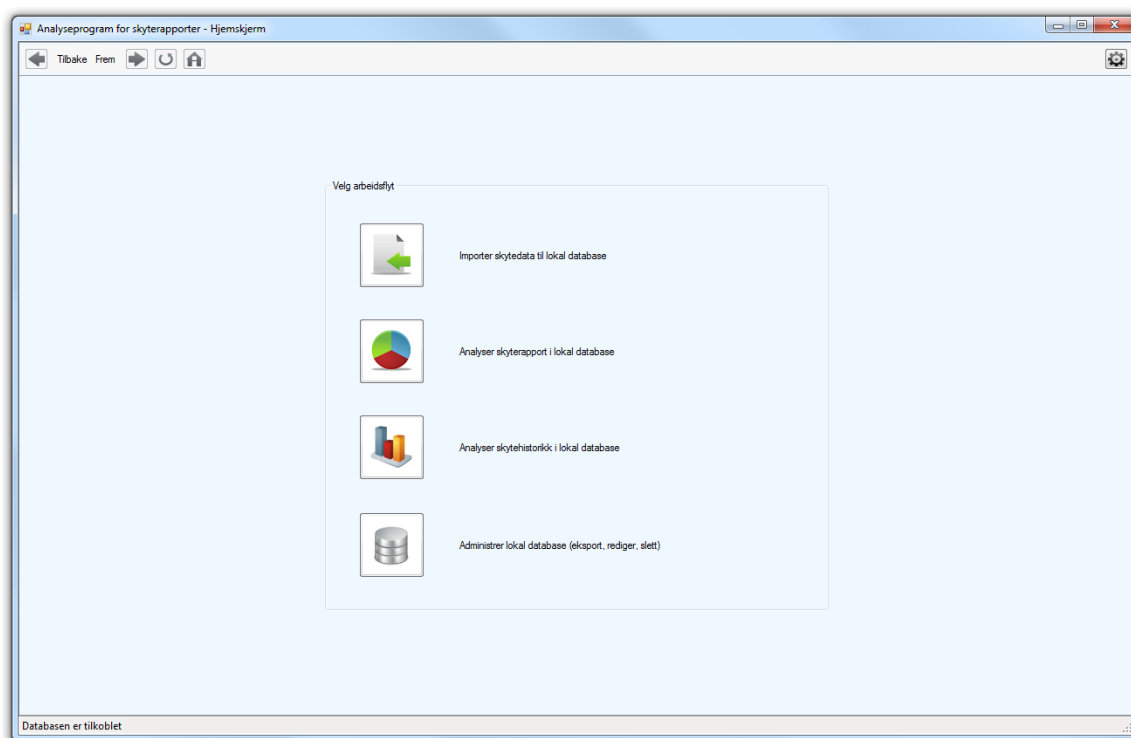 Analyseprogram for skyterapporter - Hjemskjerm
Tilbake Frem
Velg arbeidsflyt
Importer skytedata til lokal database
Analyser skyterapport i lokal database
Analyser skytehistorikk i lokal database
Administrer lokal database (eksport, rediger, slett)
Databasen er tilkoblet